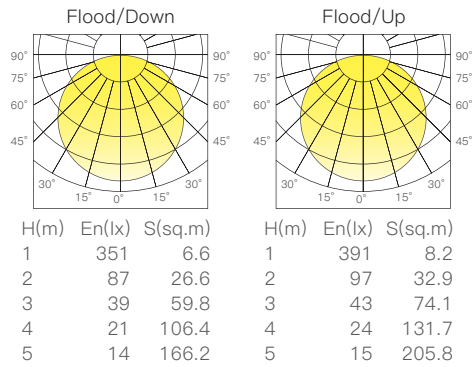 Flood/Down
90° 90°
75° 75°
60° 60°
45° 45°
30° 30°
15° 0° 15°
H(m) En(lx) S(sq.m)
1 351 6.6
2 87 26.6
3 39 59.8
4 21 106.4
5 14 166.2
Flood/Up
90° 90°
75° 75°
60° 60°
45° 45°
30° 30°
15° 0° 15°
H(m) En(lx) S(sq.m)
1 391 8.2
2 97 32.9
3 43 74.1
4 24 131.7
5 15 205.8